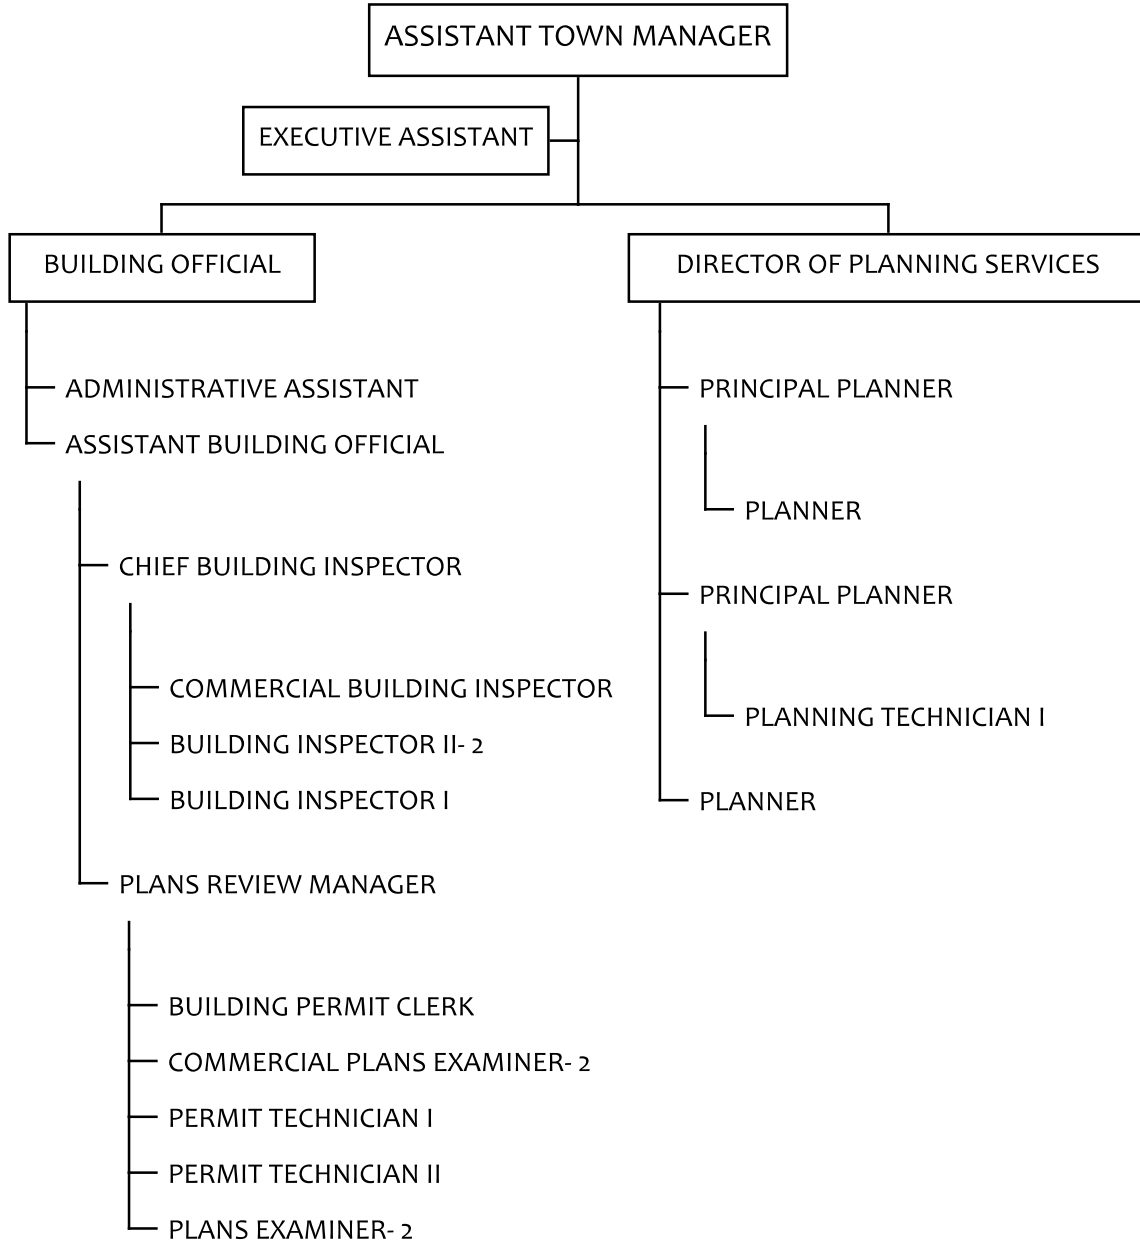 ASSISTANT TOWN MANAGER
EXECUTIVE ASSISTANT
BUILDING OFFICIAL
ADMINISTRATIVE ASSISTANT
ASSISTANT BUILDING OFFICIAL
CHIEF BUILDING INSPECTOR
COMMERCIAL BUILDING INSPECTOR
BUILDING INSPECTOR II- 2
BUILDING INSPECTOR I
PLANS REVIEW MANAGER
BUILDING PERMIT CLERK
COMMERCIAL PLANS EXAMINER- 2
PERMIT TECHNICIAN I
PERMIT TECHNICIAN II
PLANS EXAMINER- 2
DIRECTOR OF PLANNING SERVICES
PRINCIPAL PLANNER
PLANNER
PRINCIPAL PLANNER
PLANNING TECHNICIAN I
PLANNER